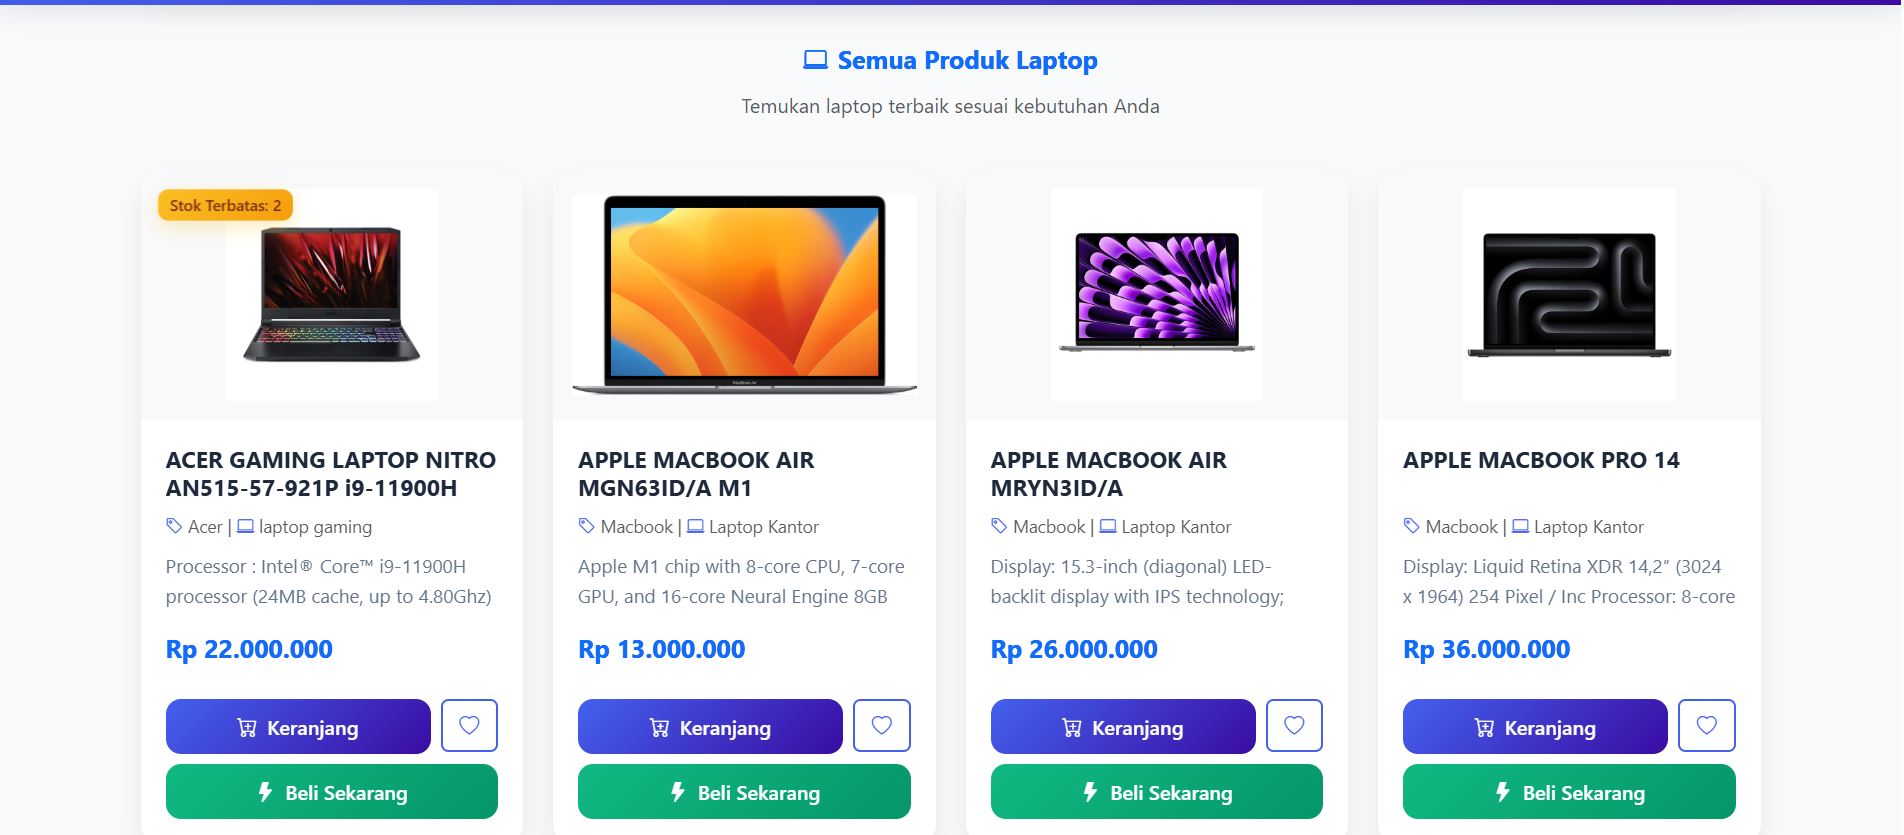 Semua Produk Laptop
Temukan laptop terbaik sesuai kebutuhan Anda
Stok Terbatas: 2
MacBook Air
ACER GAMING LAPTOP NITRO
AN515-57-921P i9-11900H
Acer | laptop gaming
Processor : Intel® Core™ i9-11900H
processor (24MB cache, up to 4.80Ghz)
Rp 22.000.000
Keranjang
Beli Sekarang
APPLE MACBOOK AIR
MGN63ID/A M1
Macbook | Laptop Kantor
Apple M1 chip with 8-core CPU, 7-core
GPU, and 16-core Neural Engine 8GB
Rp 13.000.000
Keranjang
Beli Sekarang
APPLE MACBOOK AIR
MRYN3ID/A
Macbook | Laptop Kantor
Display: 15.3-inch (diagonal) LED-
backlit display with IPS technology;
Rp 26.000.000
Keranjang
Beli Sekarang
APPLE MACBOOK PRO 14
Macbook | Laptop Kantor
Display: Liquid Retina XDR 14,2” (3024
x 1964) 254 Pixel / Inc Processor: 8-core
Rp 36.000.000
Keranjang
Beli Sekarang